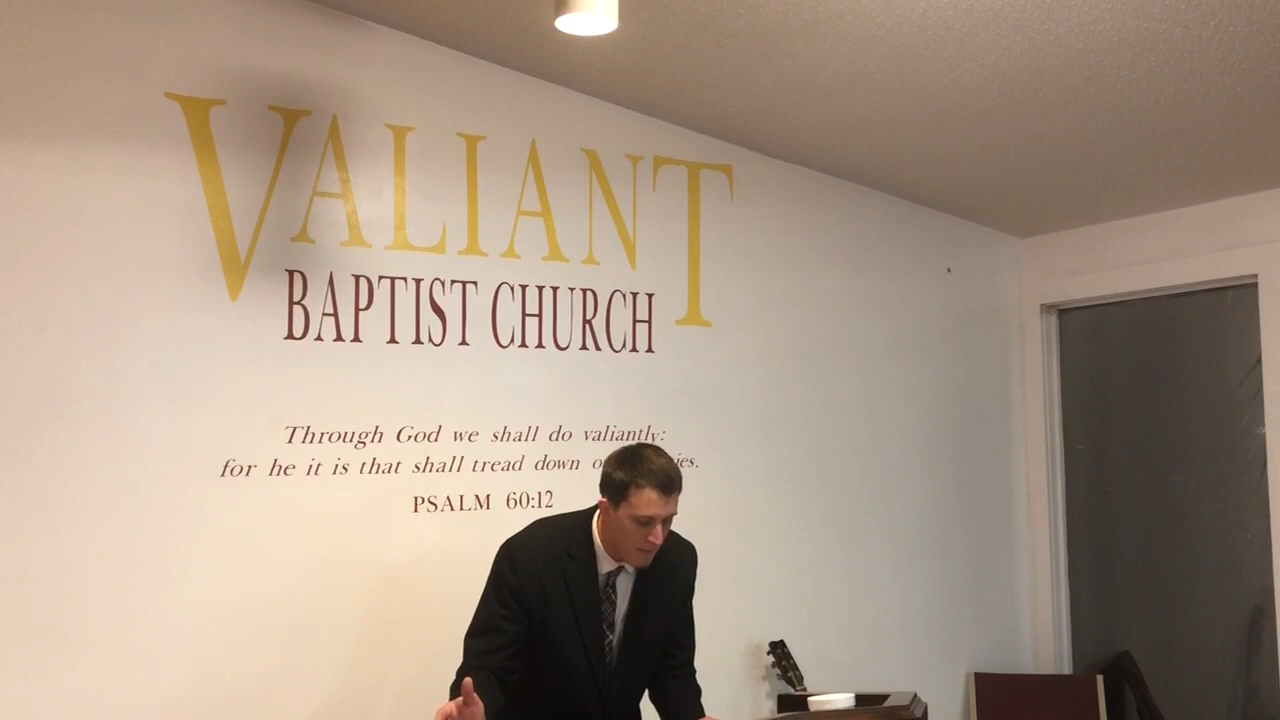 VALIANT
BAPTIST CHURCH
Through God we shall do valiantly:
for he it is that shall tread down
PSALM 60:12